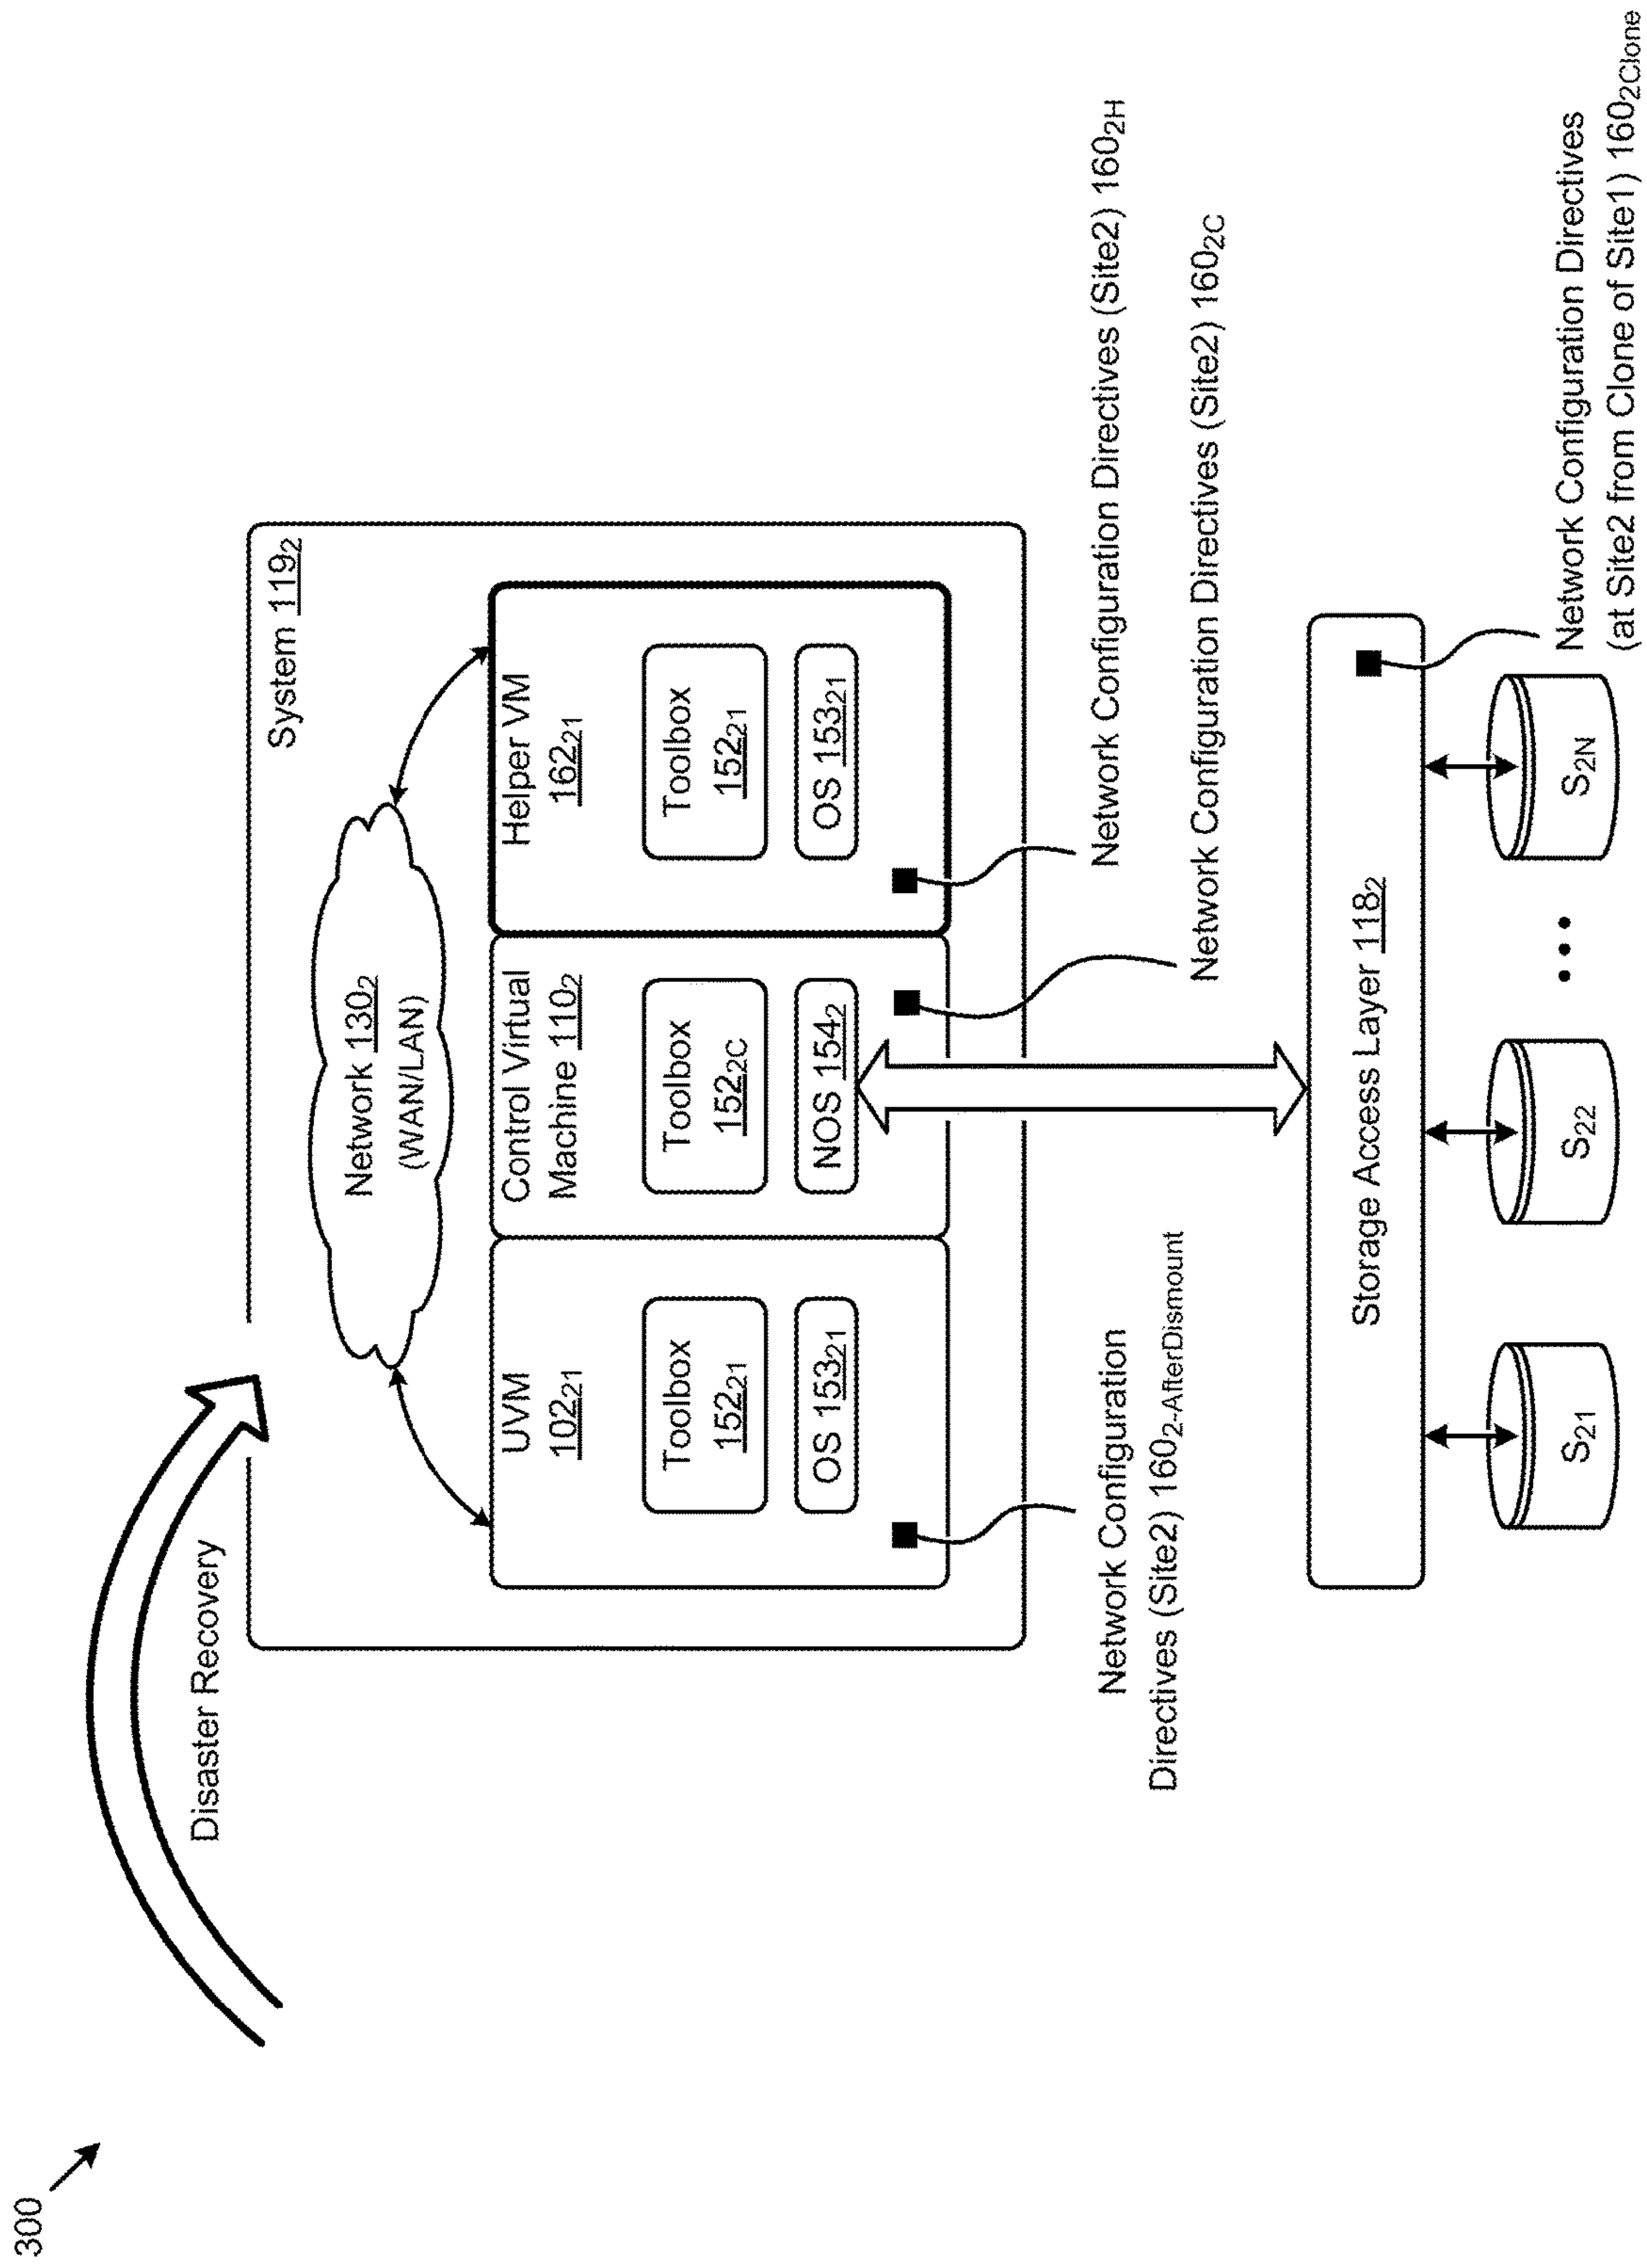 300
Disaster Recovery
System 119₂
Network 130₂
(WAN/LAN)
UVM
102₂₁
Toolbox
152₂₁
OS 153₂₁
Control Virtual
Machine 110₂
Toolbox
152₂C
NOS 154₂
Helper VM
162₂₁
Toolbox
152₂₁
OS 153₂₁
Network Configuration
Directives (Site2) 160₂-AfterDismount
Network Configuration Directives (Site2) 160₂H
Network Configuration Directives (Site2) 160₂C
Storage Access Layer 118₂
Network Configuration Directives
(at Site2 from Clone of Site1) 160₂Clone
S₂₁
S₂₂
•••
S₂N